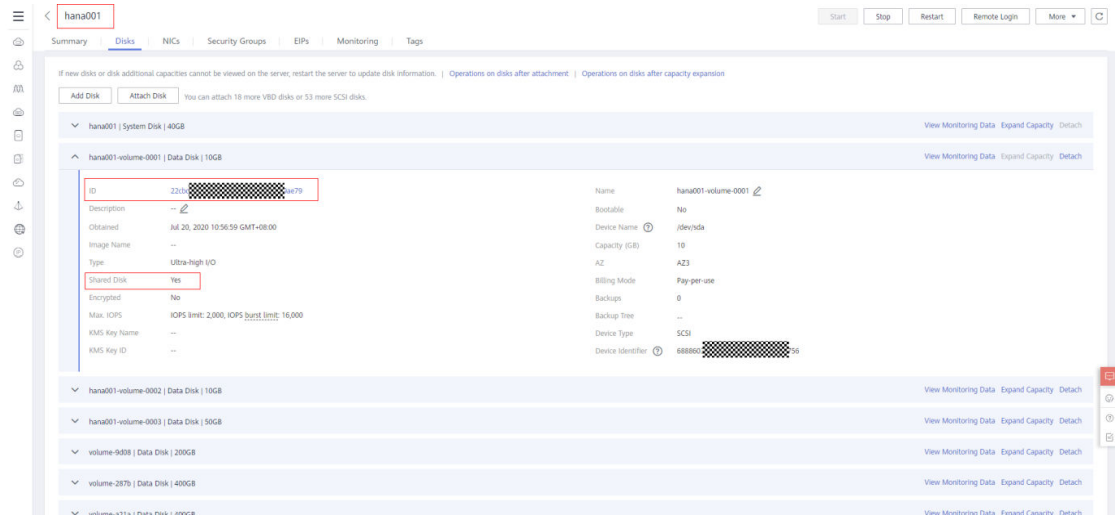 hana001
Start Stop Restart Remote Login More
Summary Disks NICs Security Groups EIPs Monitoring Tags
If new disks or disk additional capacities cannot be viewed on the server, restart the server to update disk information. | Operations on disks after attachment | Operations on disks after capacity expansion
Add Disk Attach Disk You can attach 18 more VBD disks or 53 more SCSI disks.
hana001 | System Disk | 40GB View Monitoring Data Expand Capacity Detach
hana001-volume-0001 | Data Disk | 10GB View Monitoring Data Expand Capacity Detach
ID 22cbc 9ae79 Name hana001-volume-0001
Description -- Bootable No
Obtained Jul 20, 2020 10:56:59 GMT+08:00 Device Name /dev/sda
Image Name -- Capacity (GB) 10
Type Ultra-high I/O AZ AZ3
Shared Disk Yes Billing Mode Pay-per-use
Encrypted No Backups 0
Max. IOPS IOPS limit: 2,000, IOPS burst limit: 16,000 Backup Tree --
KMS Key Name -- Device Type SCSI
KMS Key ID -- Device Identifier 688860 756
hana001-volume-0002 | Data Disk | 10GB View Monitoring Data Expand Capacity Detach
hana001-volume-0003 | Data Disk | 50GB View Monitoring Data Expand Capacity Detach
volume-9d08 | Data Disk | 200GB View Monitoring Data Expand Capacity Detach
volume-287b | Data Disk | 400GB View Monitoring Data Expand Capacity Detach
volume-a21a | Data Disk | 400GB View Monitoring Data Expand Capacity Detach